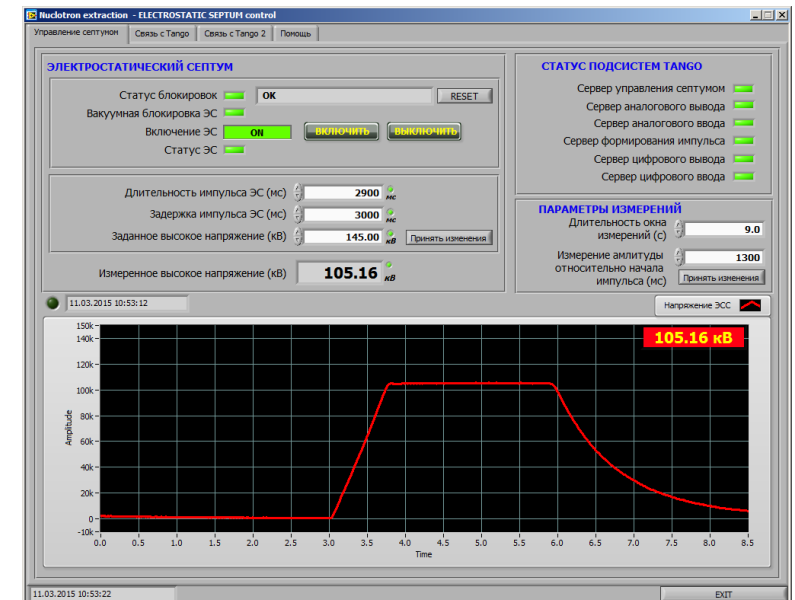 Nuclotron extraction - ELECTROSTATIC SEPTUM control
Управление септумом Связь с Tango Связь с Tango 2 Помощь
ЭЛЕКТРОСТАТИЧЕСКИЙ СЕПТУМ
Статус блокировок OK RESET
Вакуумная блокировка ЭС
Включение ЭС ON ВКЛЮЧИТЬ ВЫКЛЮЧИТЬ
Статус ЭС
Длительность импульса ЭС (мс) 2900 мс
Задержка импульса ЭС (мс) 3000 мс
Заданное высокое напряжение (кВ) 145.00 кВ Принять изменения
Измеренное высокое напряжение (кВ) 105.16 кВ
СТАТУС ПОДСИСТЕМ TANGO
Сервер управления септумом
Сервер аналогового вывода
Сервер аналогового ввода
Сервер формирования импульса
Сервер цифрового вывода
Сервер цифрового ввода
ПАРАМЕТРЫ ИЗМЕРЕНИЙ
Длительность окна
измерений (с) 9.0
Измерение амлитуды 1300
относительно начала
импульса (мс) Принять изменения
11.03.2015 10:53:12
Напряжение ЭСС
105.16 кВ
150k
140k
120k
100k
80k
60k
40k
20k
0
-10k
Amplitude
0.0 0.5 1.0 1.5 2.0 2.5 3.0 3.5 4.0 4.5 5.0 5.5 6.0 6.5 7.0 7.5 8.0 8.5
Time
11.03.2015 10:53:22
EXIT